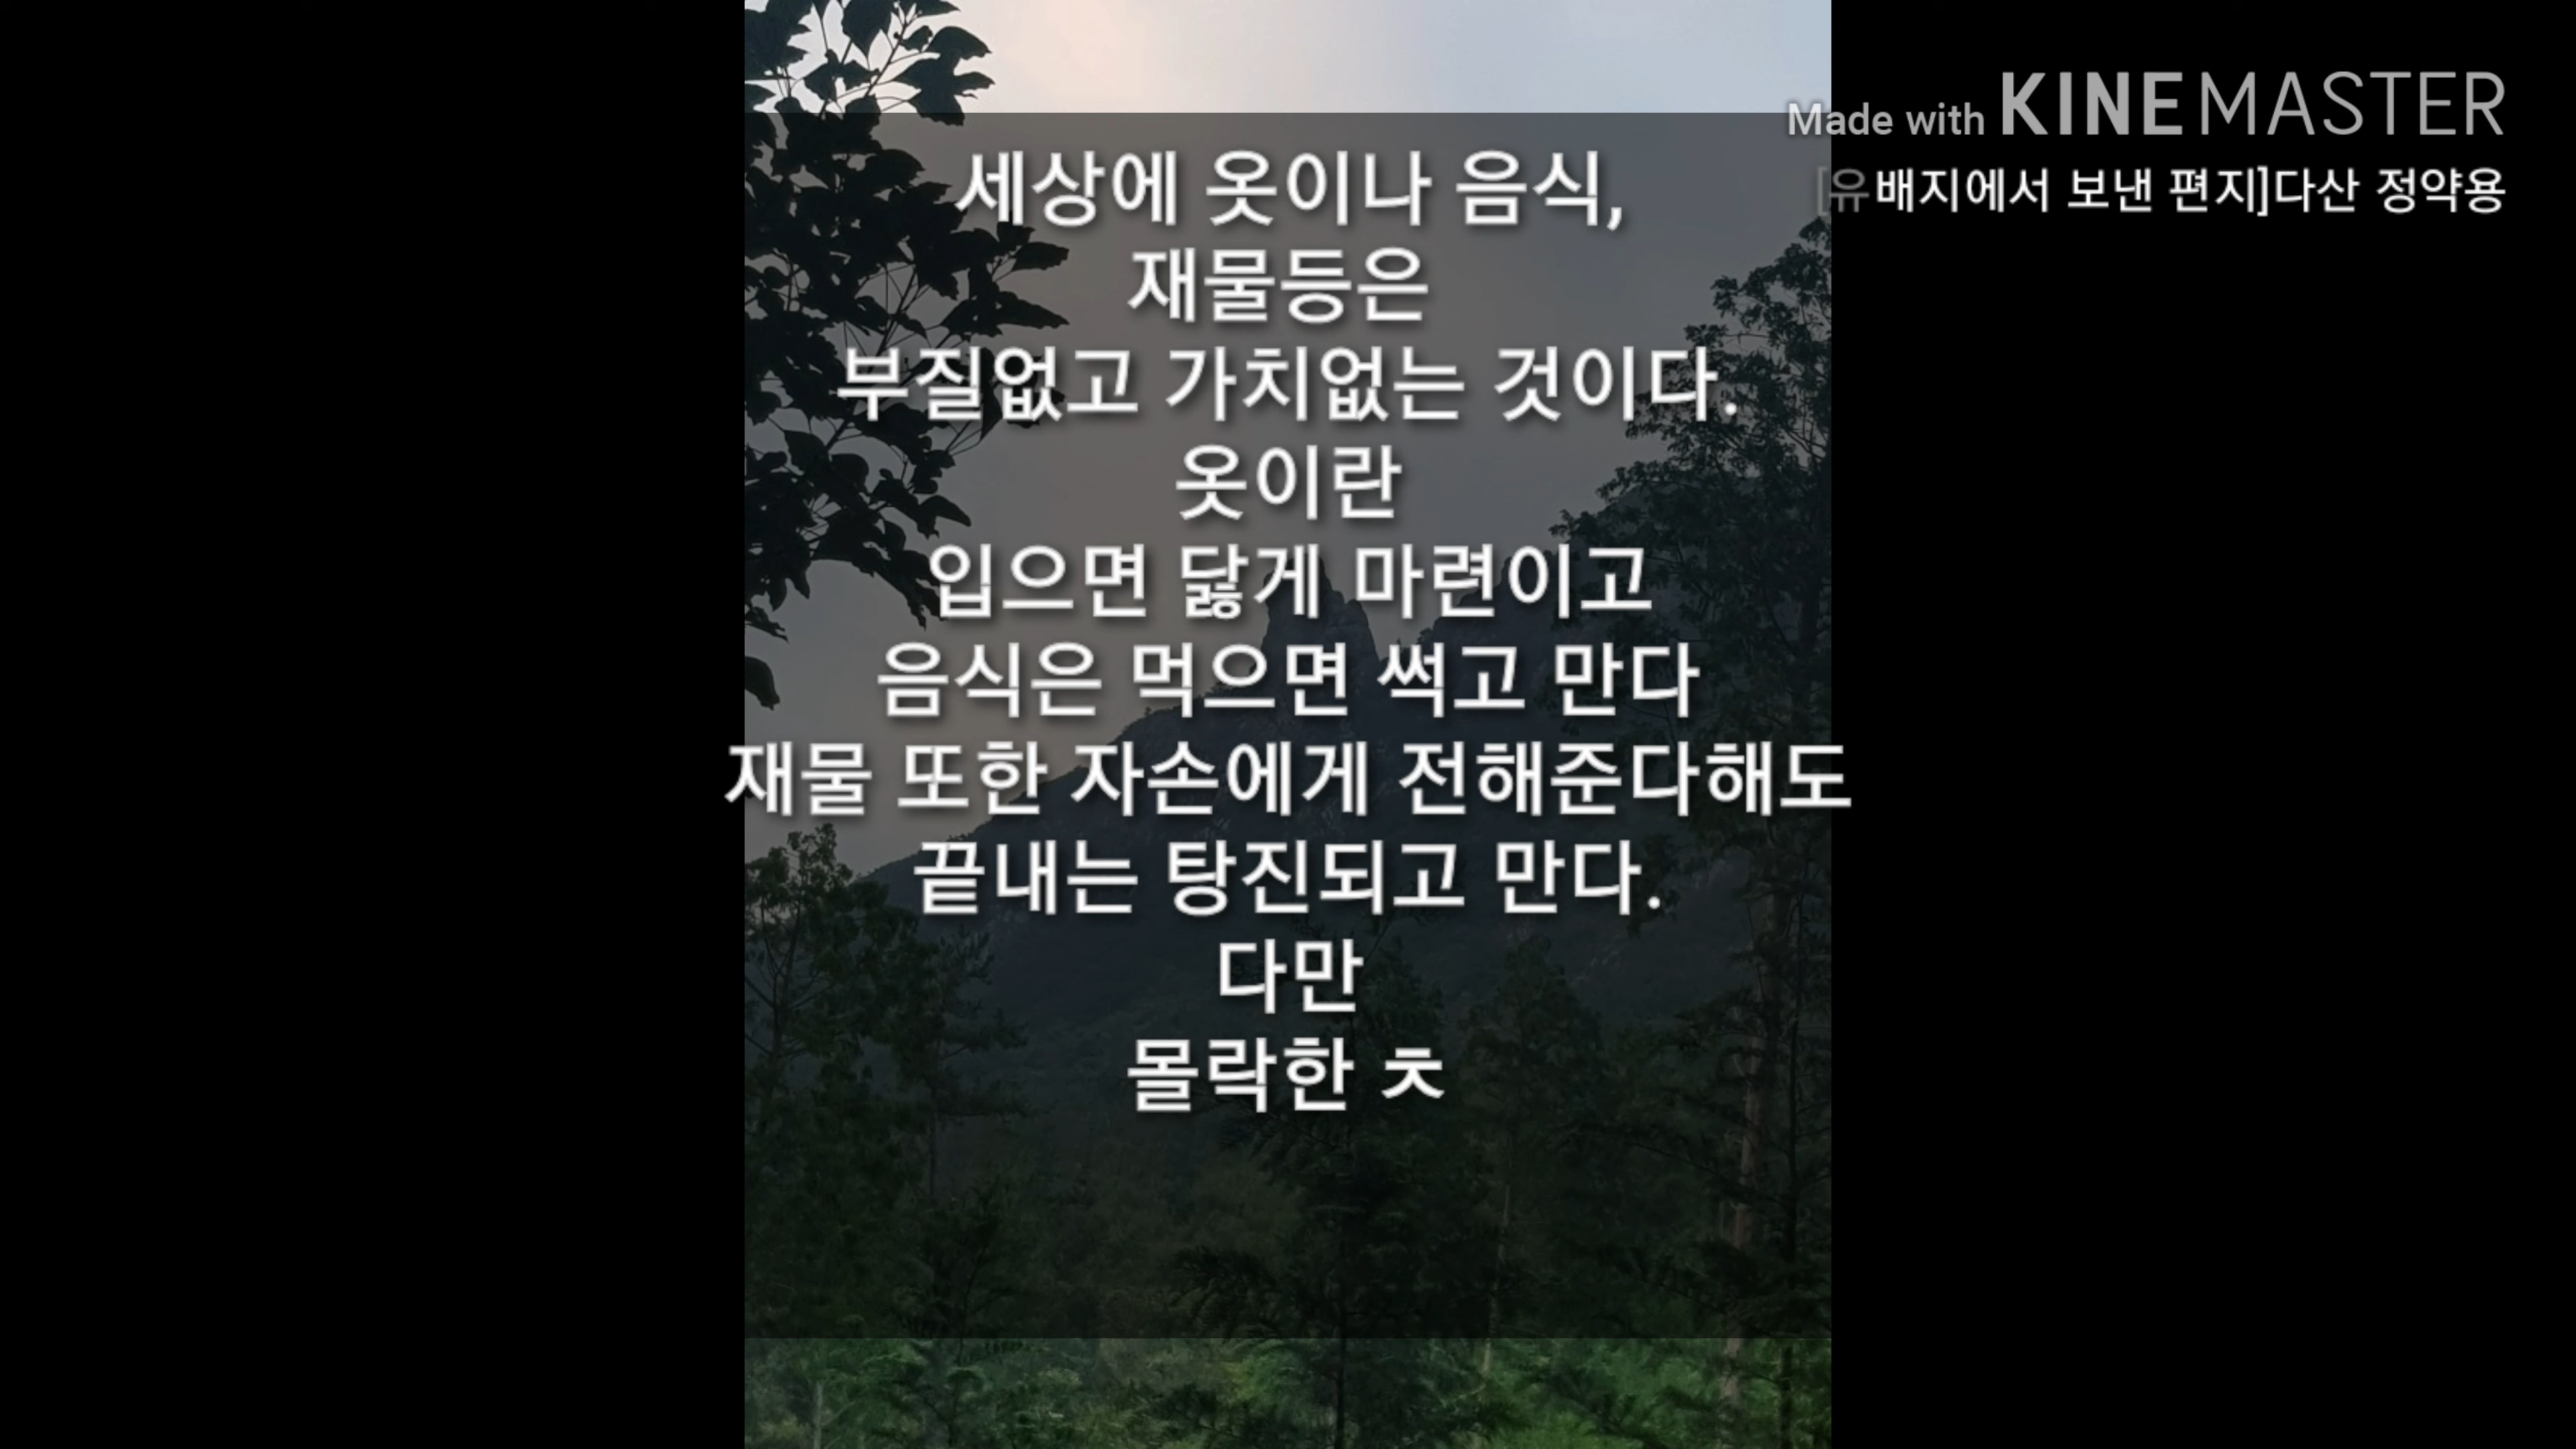 Made with KINEMASTER
[유배지에서 보낸 편지]다산 정약용
세상에 옷이나 음식,
재물등은
부질없고 가치없는 것이다.
옷이란
입으면 닳게 마련이고
음식은 먹으면 썩고 만다
재물 또한 자손에게 전해준다해도
끝내는 탕진되고 만다.
다만
몰락한 ㅊ